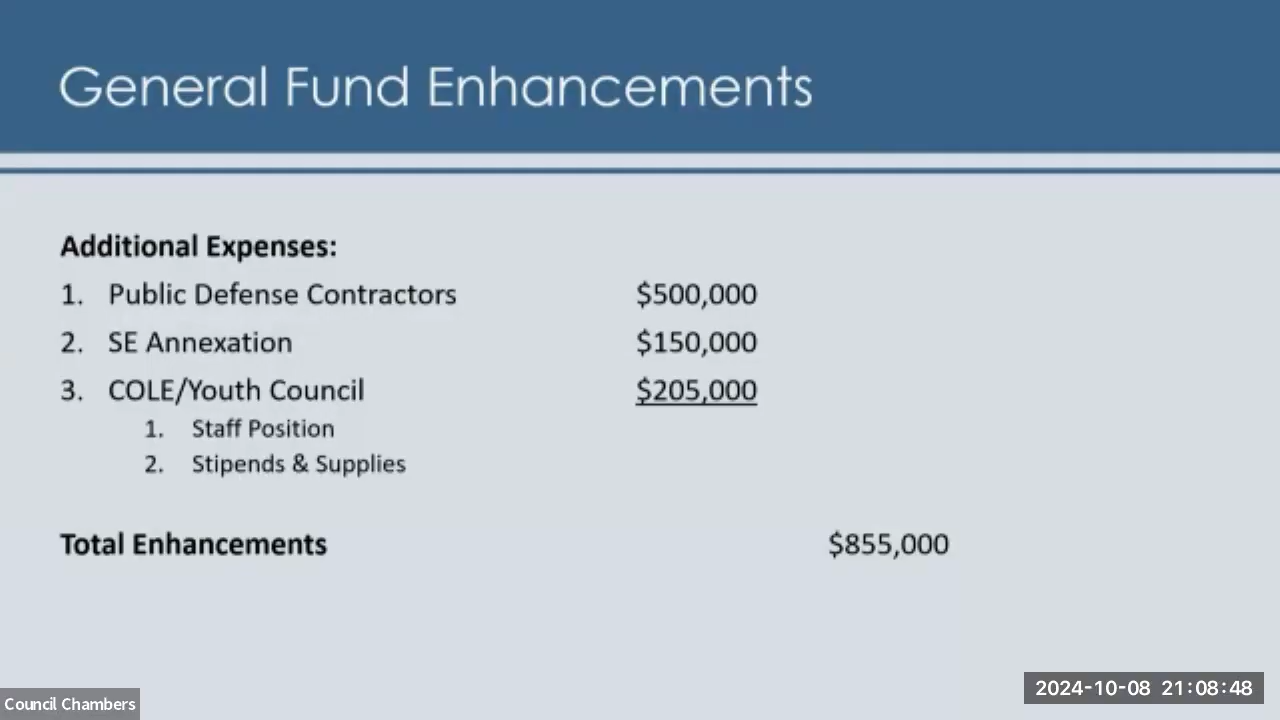 General Fund Enhancements
Additional Expenses:
1. Public Defense Contractors $500,000
2. SE Annexation $150,000
3. COLE/Youth Council $205,000
1. Staff Position
2. Stipends & Supplies
Total Enhancements $855,000
Council Chambers
2024-10-08 21:08:48